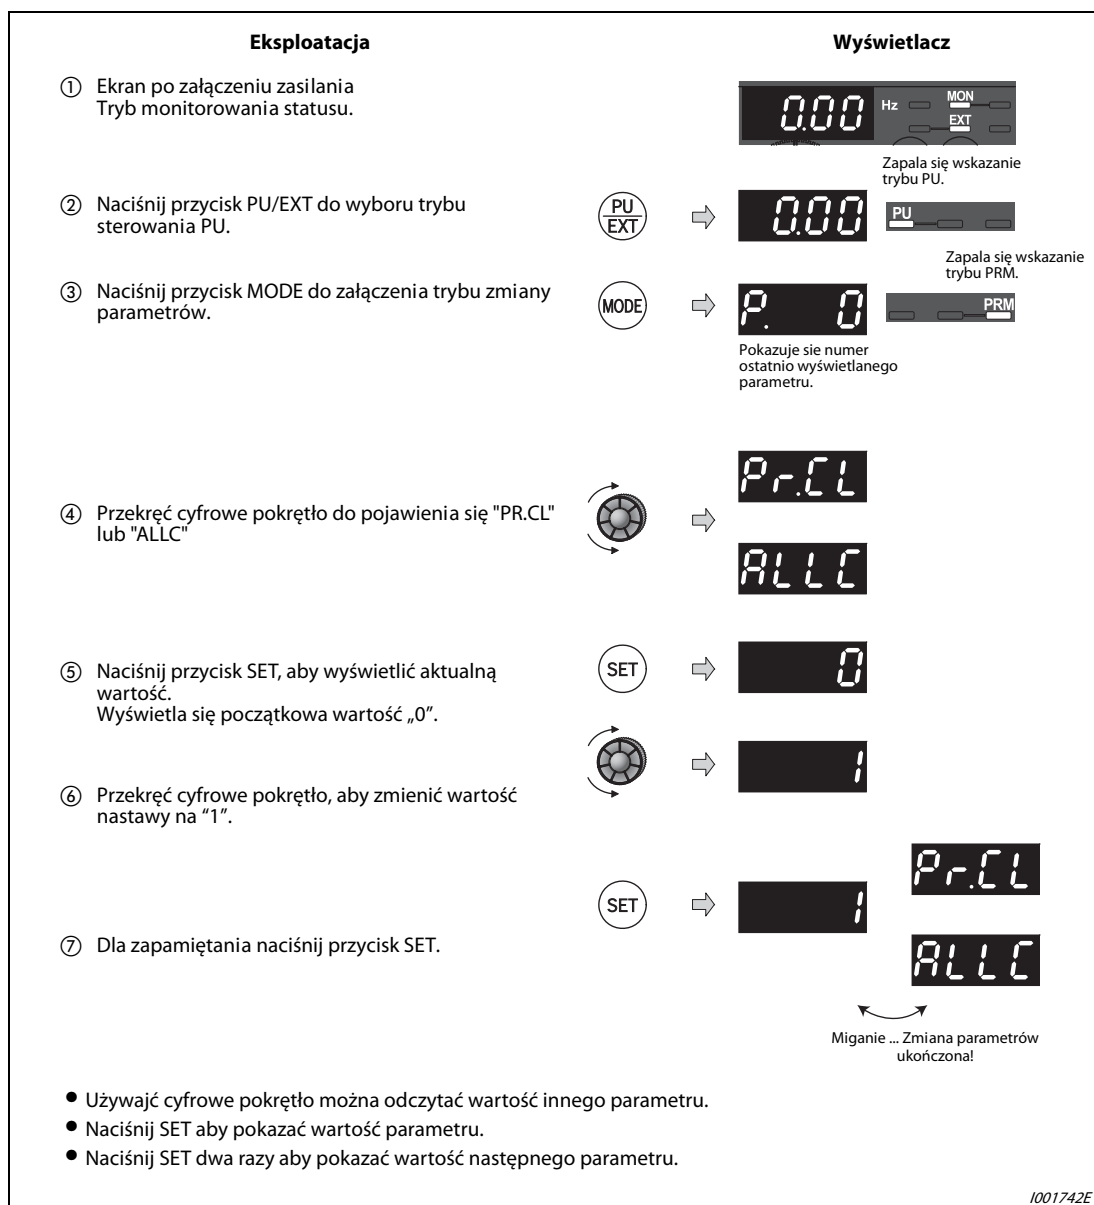 Eksploatacja
Wyświetlacz
① Ekran po załączeniu zasilania
Tryb monitorowania statusu.
0.00 Hz MON
EXT
Zapala się wskazanie
trybu PU.
② Naciśnij przycisk PU/EXT do wyboru trybu
sterowania PU.
PU
EXT
0.00
PU
Zapala się wskazanie
trybu PRM.
③ Naciśnij przycisk MODE do załączenia trybu zmiany
parametrów.
MODE
P. 0
PRM
Pokazuje sie numer
ostatnio wyświetlanego
parametru.
④ Przekręć cyfrowe pokrętło do pojawienia się "PR.CL"
lub "ALLC"
Pr.CL
ALLC
⑤ Naciśnij przycisk SET, aby wyświetlić aktualną
wartość.
Wyświetla się początkowa wartość „0”.
SET
0
⑥ Przekręć cyfrowe pokrętło, aby zmienić wartość
nastawy na “1”.
1
⑦ Dla zapamiętania naciśnij przycisk SET.
SET
1
Pr.CL
ALLC
Miganie ... Zmiana parametrów
ukończona!
● Używajć cyfrowe pokrętło można odczytać wartość innego parametru.
● Naciśnij SET aby pokazać wartość parametru.
● Naciśnij SET dwa razy aby pokazać wartość następnego parametru.
I001742E